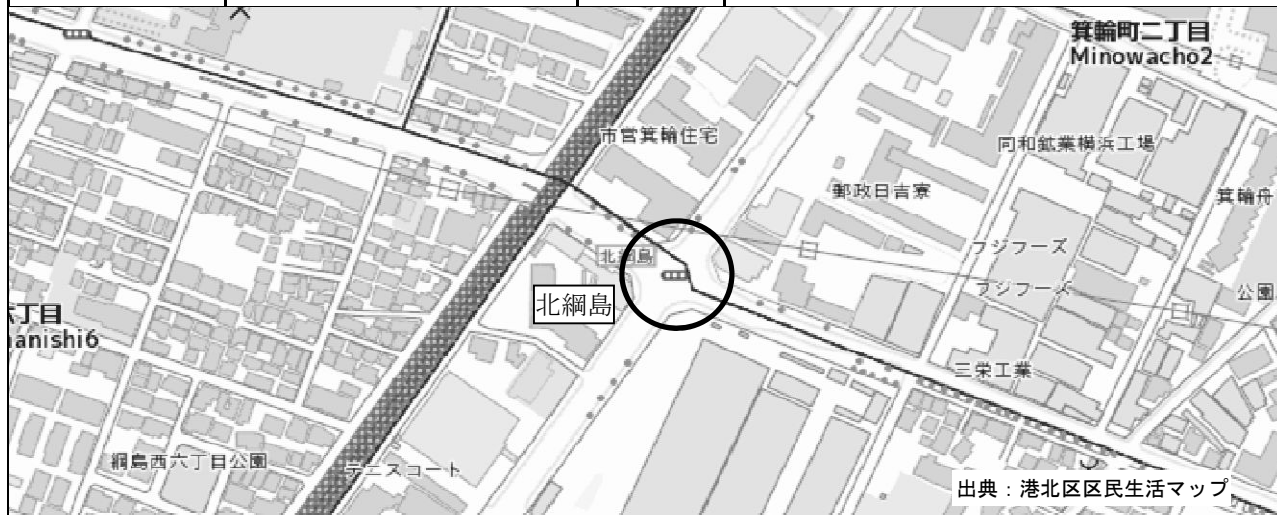 箕輪町二丁目
Minowacho2
市営箕輪住宅
同和鉱業横浜工場
郵政日吉寮
箕輪舟
北綱島
フジフーズ
フジフーズ
公園
北綱島
丁目
anishi6
三栄工業
綱島西六丁目公園
テニスコート
出典:港北区区民生活マップ